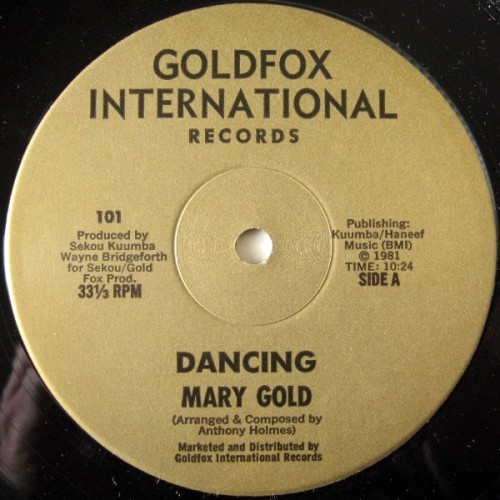 GOLDFOX
INTERNATIONAL
RECORDS
101
Produced by
Sekou Kuumba
Wayne Bridgeforth
for Sekou/Gold
Fox Prod.
33⅓ RPM
Publishing:
Kuumba/Haneef
Music (BMI)
© 1981
TIME: 10:24
SIDE A
DANCING
MARY GOLD
(Arranged & Composed by
Anthony Holmes)
Marketed and Distributed by
Goldfox International Records